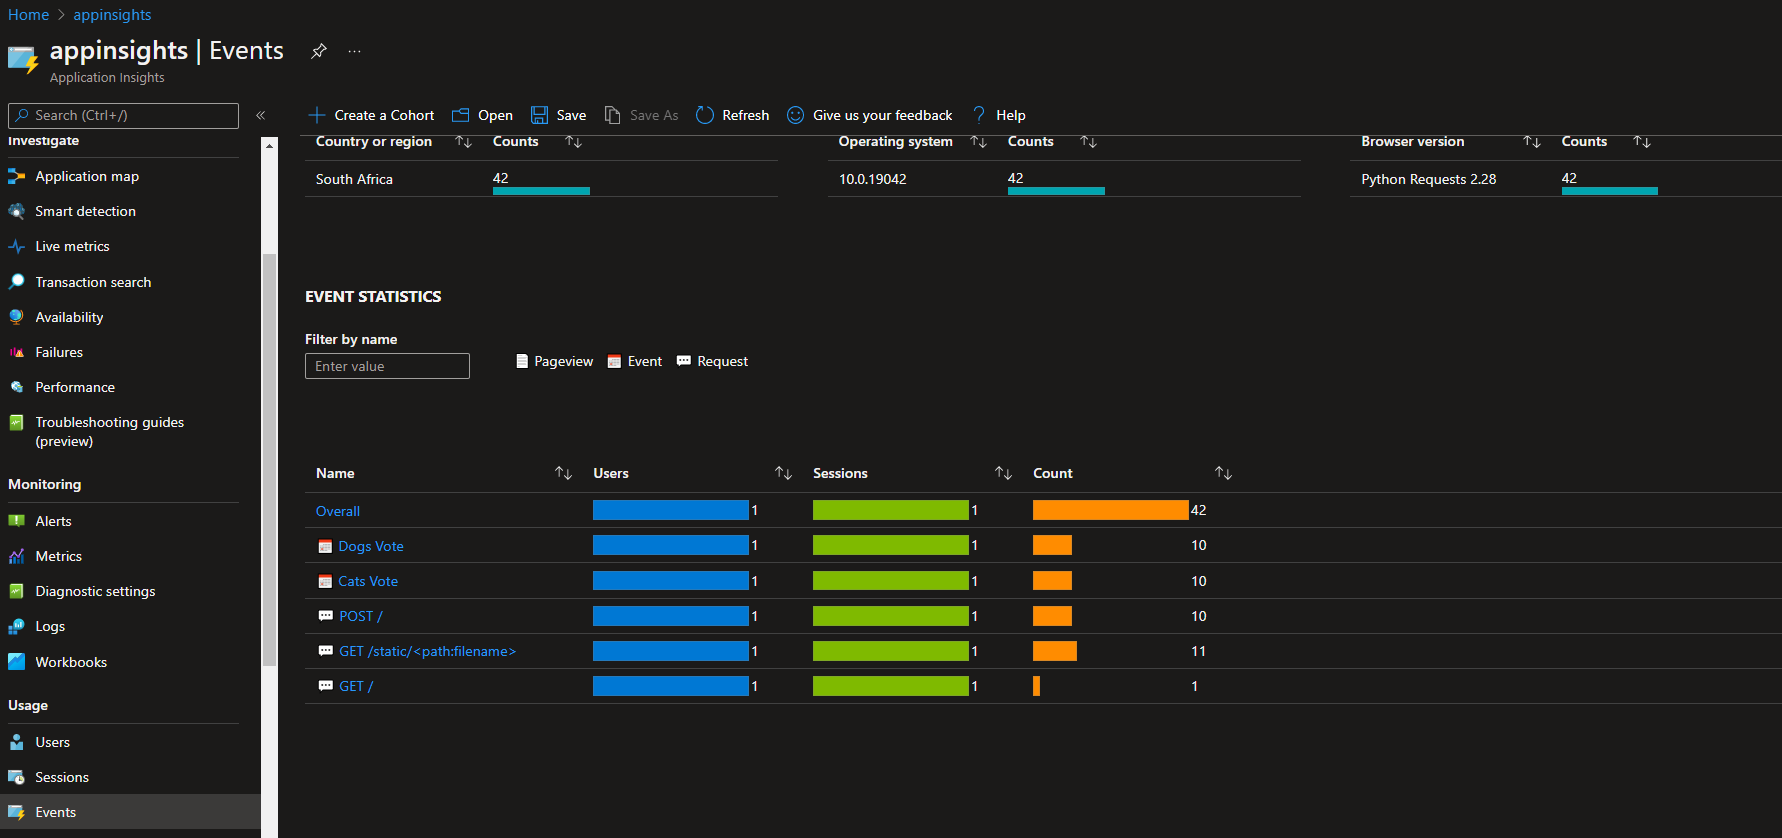 Home > appinsights
appinsights | Events
Application Insights
Search (Ctrl+/)
Create a Cohort
Open
Save
Save As
Refresh
Give us your feedback
Help
Investigate
Application map
Smart detection
Live metrics
Transaction search
Availability
Failures
Performance
Troubleshooting guides
(preview)
Monitoring
Alerts
Metrics
Diagnostic settings
Logs
Workbooks
Usage
Users
Sessions
Events
Country or region Counts
South Africa 42
Operating system Counts
10.0.19042 42
Browser version Counts
Python Requests 2.28 42
EVENT STATISTICS
Filter by name
Enter value
Pageview Event Request
Name Users Sessions Count
Overall 1 1 42
Dogs Vote 1 1 10
Cats Vote 1 1 10
POST / 1 1 10
GET /static/<path:filename> 1 1 11
GET / 1 1 1